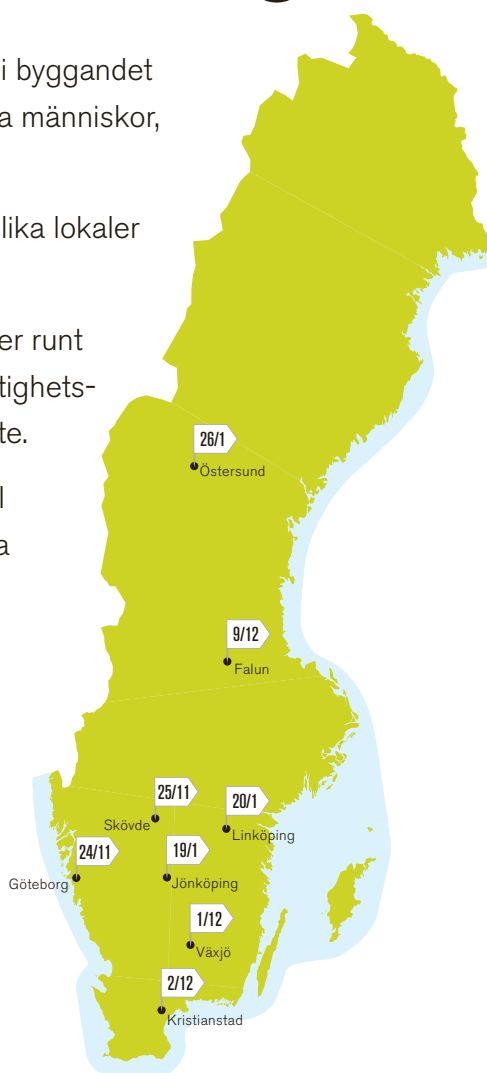 i byggandet
a människor,
lika lokaler
er runt
tighets-
te.
l
a
26/1
Östersund
9/12
Falun
25/11
Skövde
20/1
Linköping
24/11
Göteborg
19/1
Jönköping
1/12
Växjö
2/12
Kristianstad